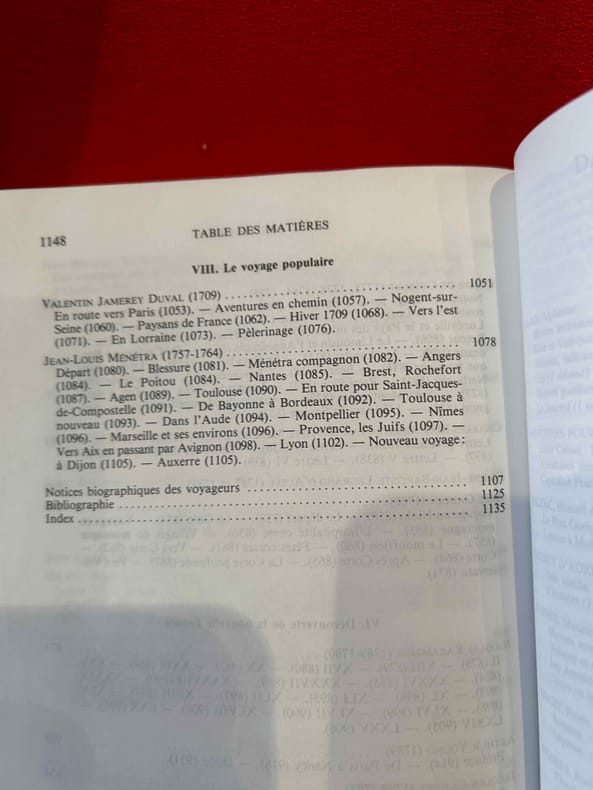 1148
TABLE DES MATIÈRES
VIII. Le voyage populaire
VALENTIN JAMEREY DUVAL (1709) ........................................ 1051
En route vers Paris (1053). — Aventures en chemin (1057). — Nogent-sur-
Seine (1060). — Paysans de France (1062). — Hiver 1709 (1068). — Vers l'est
(1071). — En Lorraine (1073). — Pèlerinage (1076).
JEAN-LOUIS MÉNÉTRA (1757-1764) ........................................ 1078
Départ (1080). — Blessure (1081). — Ménétra compagnon (1082). — Angers
(1084). — Le Poitou (1084). — Nantes (1085). — Brest, Rochefort
(1087). — Agen (1089). — Toulouse (1090). — En route pour Saint-Jacques-
de-Compostelle (1091). — De Bayonne à Bordeaux (1092). — Toulouse à
nouveau (1093). — Dans l'Aude (1094). — Montpellier (1095). — Nîmes
(1096). — Marseille et ses environs (1096). — Provence, les Juifs (1097). —
Vers Aix en passant par Avignon (1098). — Lyon (1102). — Nouveau voyage :
à Dijon (1105). — Auxerre (1105).
Notices biographiques des voyageurs ........................................ 1107
Bibliographie ........................................ 1125
Index ........................................ 1135